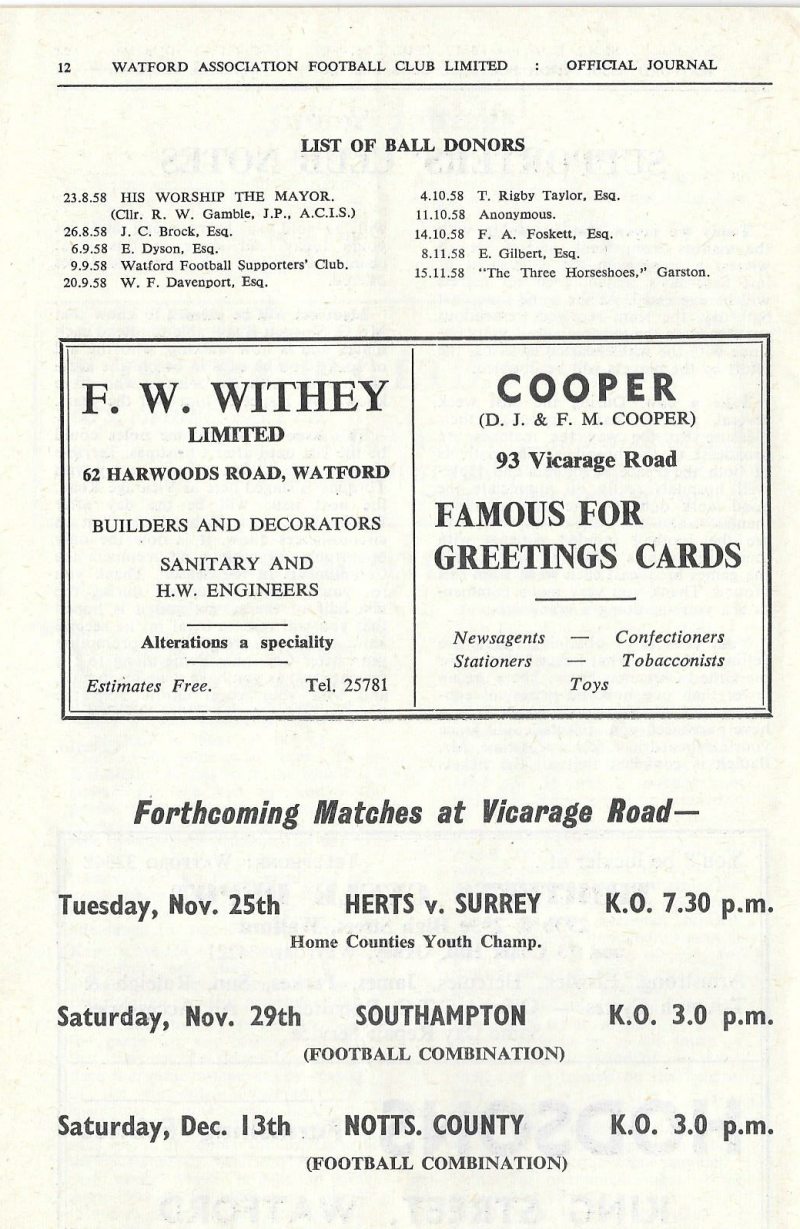 12 WATFORD ASSOCIATION FOOTBALL CLUB LIMITED : OFFICIAL JOURNAL
LIST OF BALL DONORS
23.8.58 HIS WORSHIP THE MAYOR.
(Cllr. R. W. Gamble, J.P., A.C.I.S.)
26.8.58 J. C. Brock, Esq.
6.9.58 E. Dyson, Esq.
9.9.58 Watford Football Supporters' Club.
20.9.58 W. F. Davenport, Esq.
4.10.58 T. Rigby Taylor, Esq.
11.10.58 Anonymous.
14.10.58 F. A. Foskett, Esq.
8.11.58 E. Gilbert, Esq.
15.11.58 "The Three Horseshoes," Garston.
F. W. WITHEY
LIMITED
62 HARWOODS ROAD, WATFORD
BUILDERS AND DECORATORS
SANITARY AND
H.W. ENGINEERS
Alterations a speciality
Estimates Free. Tel. 25781
COOPER
(D. J. & F. M. COOPER)
93 Vicarage Road
FAMOUS FOR
GREETINGS CARDS
Newsagents — Confectioners
Stationers — Tobacconists
Toys
Forthcoming Matches at Vicarage Road—
Tuesday, Nov. 25th HERTS v. SURREY K.O. 7.30 p.m.
Home Counties Youth Champ.
Saturday, Nov. 29th SOUTHAMPTON K.O. 3.0 p.m.
(FOOTBALL COMBINATION)
Saturday, Dec. 13th NOTTS. COUNTY K.O. 3.0 p.m.
(FOOTBALL COMBINATION)